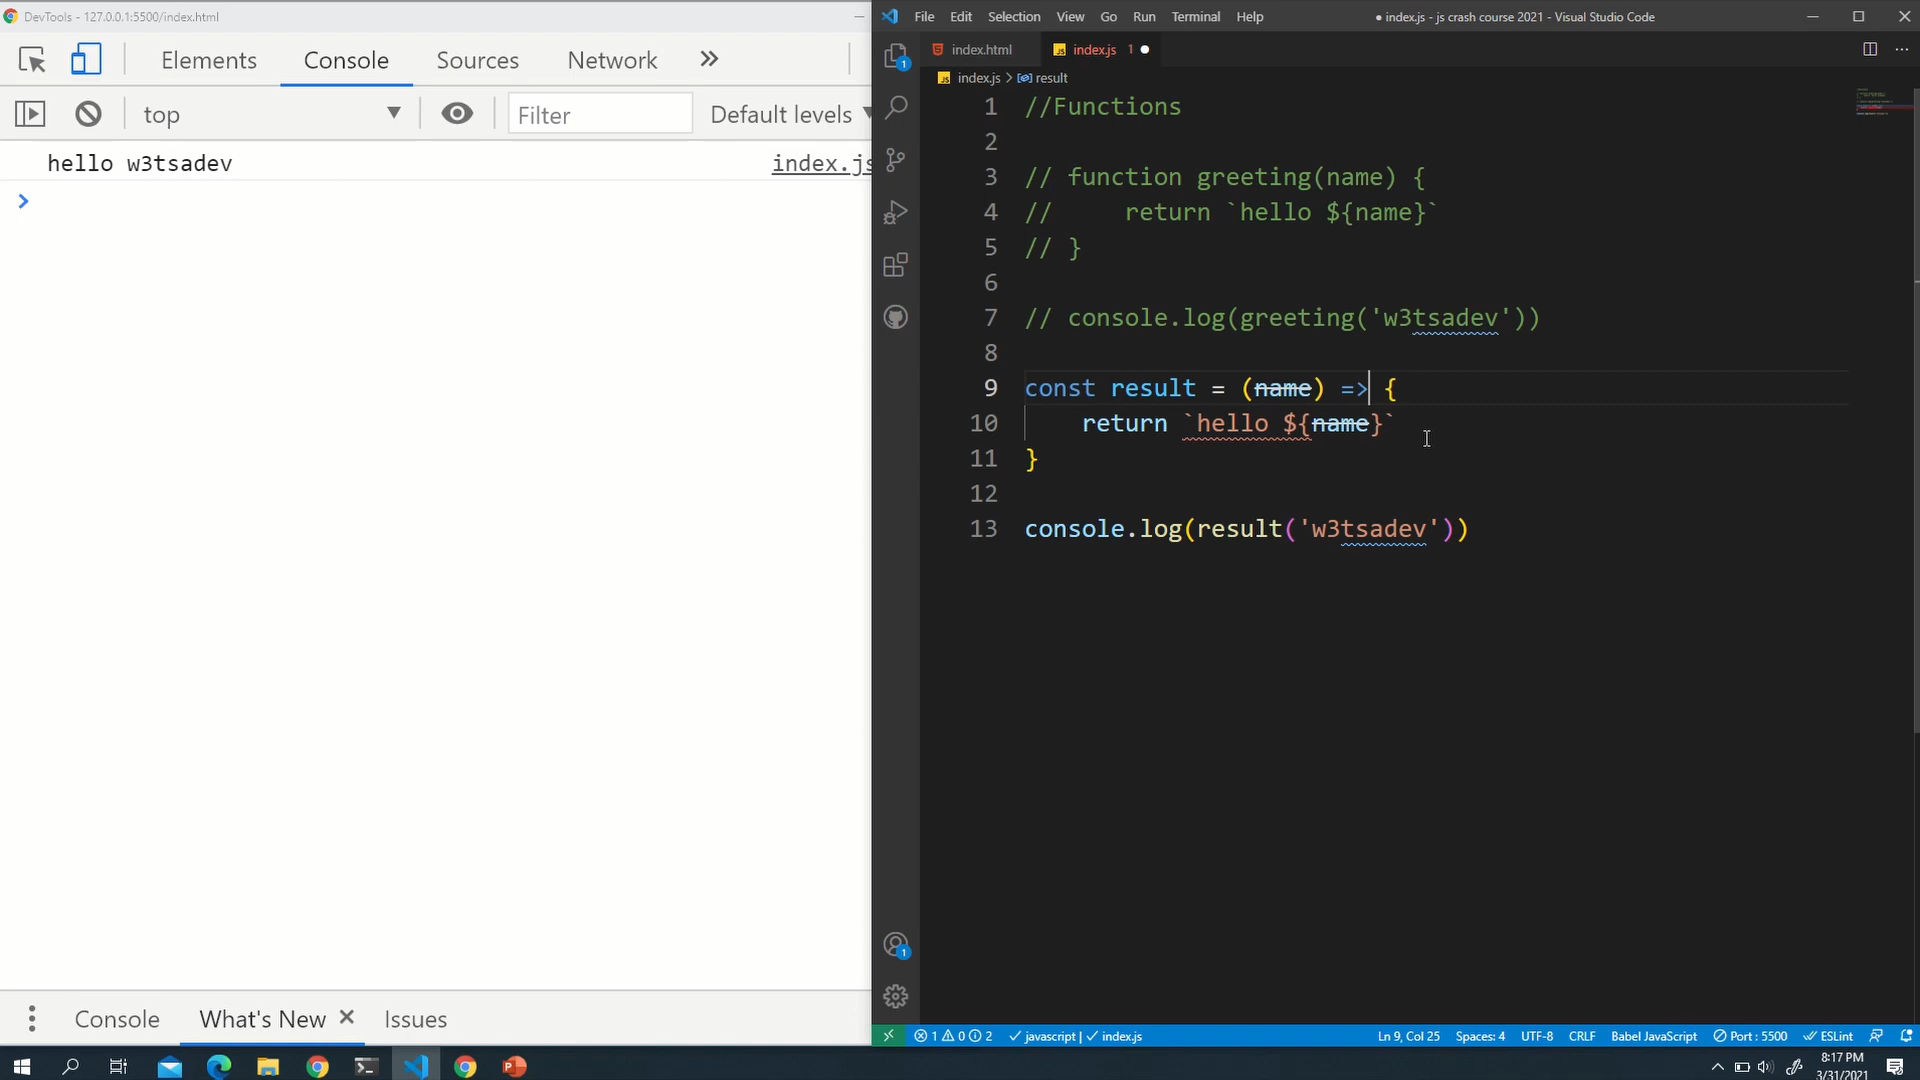 DevTools - 127.0.0.1:5500/index.html
Elements Console Sources Network
top Filter Default levels
hello w3tsadev index.js
Console What's New Issues
File Edit Selection View Go Run Terminal Help ● index.js - js crash course 2021 - Visual Studio Code
index.html index.js 1
index.js > result
1 //Functions
2
3 // function greeting(name) {
4 //     return `hello ${name}`
5 // }
6
7 // console.log(greeting('w3tsadev'))
8
9 const result = (name) => {
10     return `hello ${name}`
11 }
12
13 console.log(result('w3tsadev'))
1
1
1 0 2 javascript | index.js Ln 9, Col 25 Spaces: 4 UTF-8 CRLF Babel JavaScript Port : 5500 ESLint
8:17 PM
3/31/2021